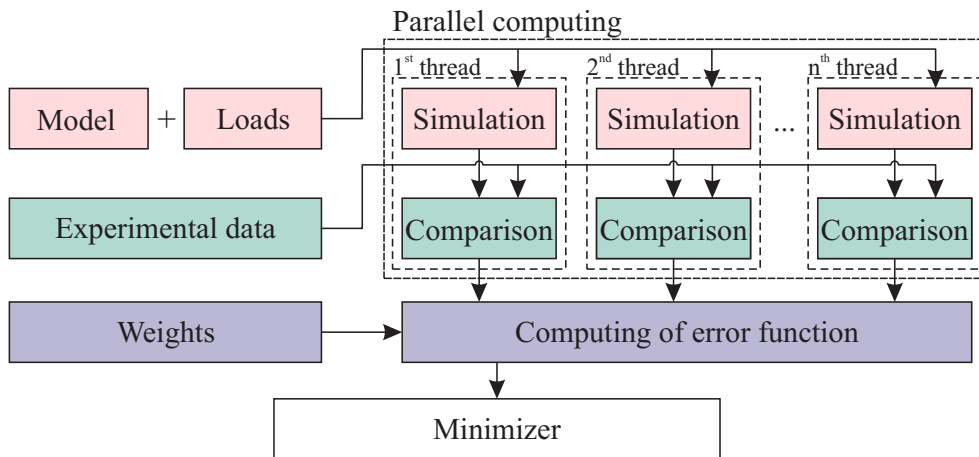 Parallel computing
1st thread
2nd thread
nth thread
Model + Loads
Simulation
Simulation
...
Simulation
Experimental data
Comparison
Comparison
Comparison
Weights
Computing of error function
Minimizer